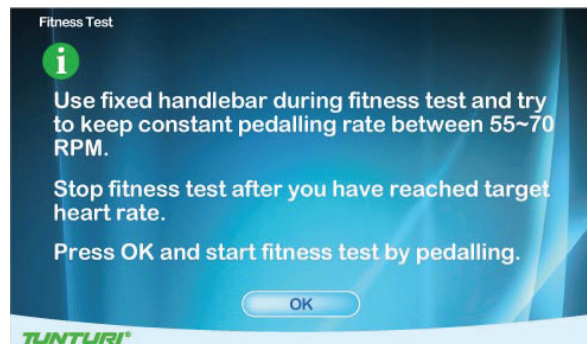 Fitness Test
i
Use fixed handlebar during fitness test and try
to keep constant pedalling rate between 55~70
RPM.
Stop fitness test after you have reached target
heart rate.
Press OK and start fitness test by pedalling.
OK
TUNTURI®